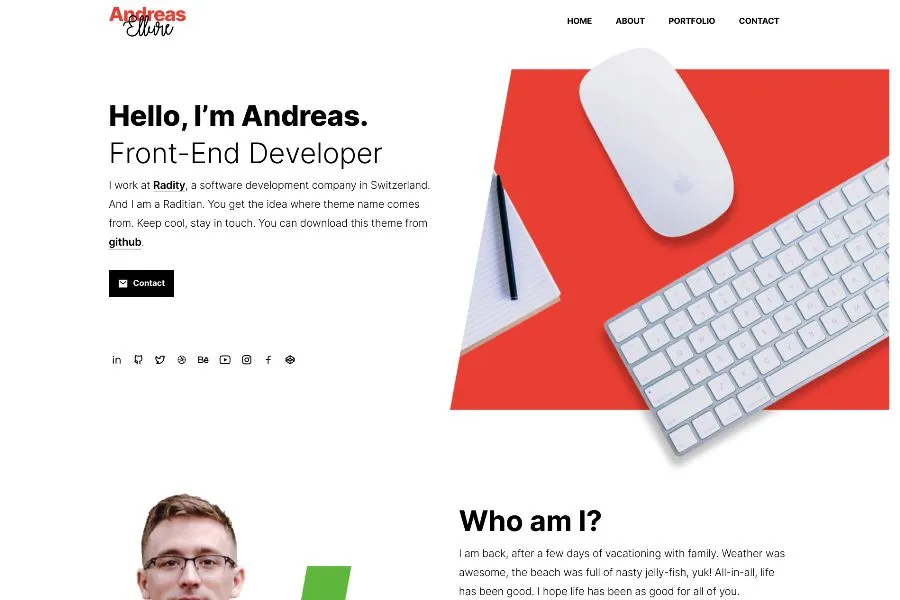 Andreas
Ellvore
HOME ABOUT PORTFOLIO CONTACT
Hello, I’m Andreas.
Front-End Developer
I work at Radity, a software development company in Switzerland.
And I am a Raditian. You get the idea where theme name comes
from. Keep cool, stay in touch. You can download this theme from
github.
Contact
Who am I?
I am back, after a few days of vacationing with family. Weather was
awesome, the beach was full of nasty jelly-fish, yuk! All-in-all, life
has been good. I hope life has been as good for all of you.